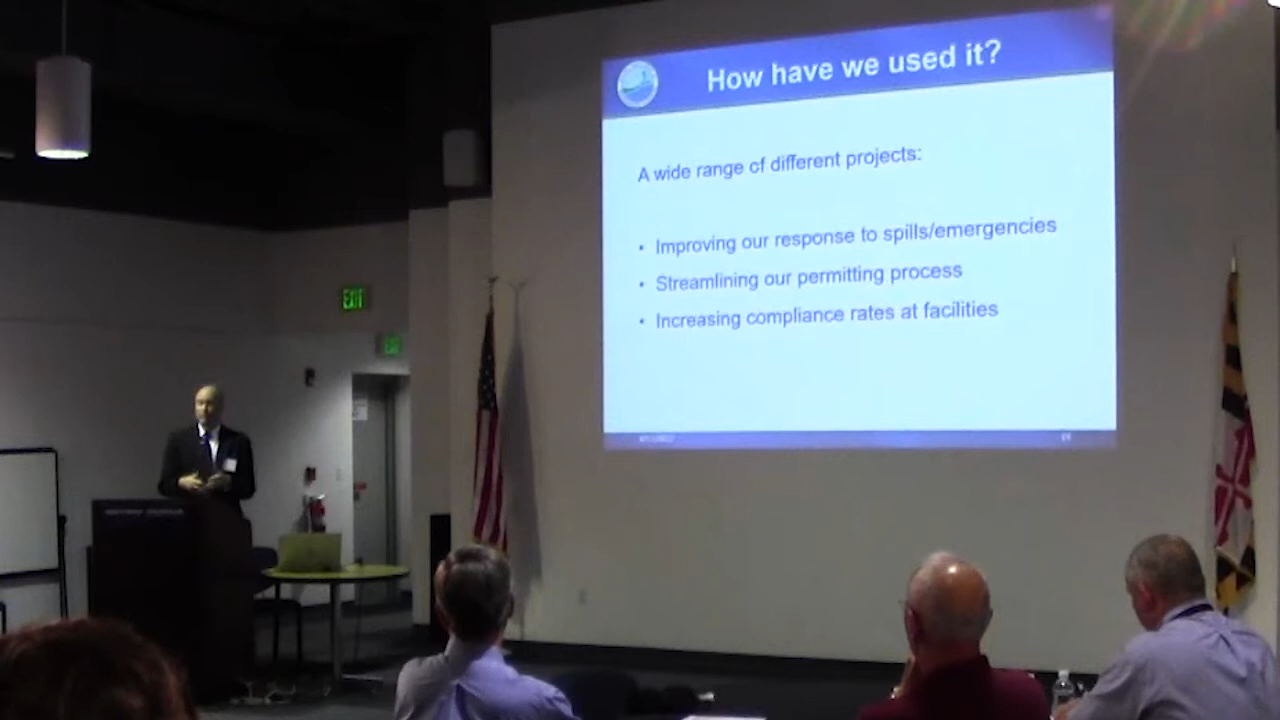 How have we used it?
A wide range of different projects:
• Improving our response to spills/emergencies
• Streamlining our permitting process
• Increasing compliance rates at facilities
EXIT